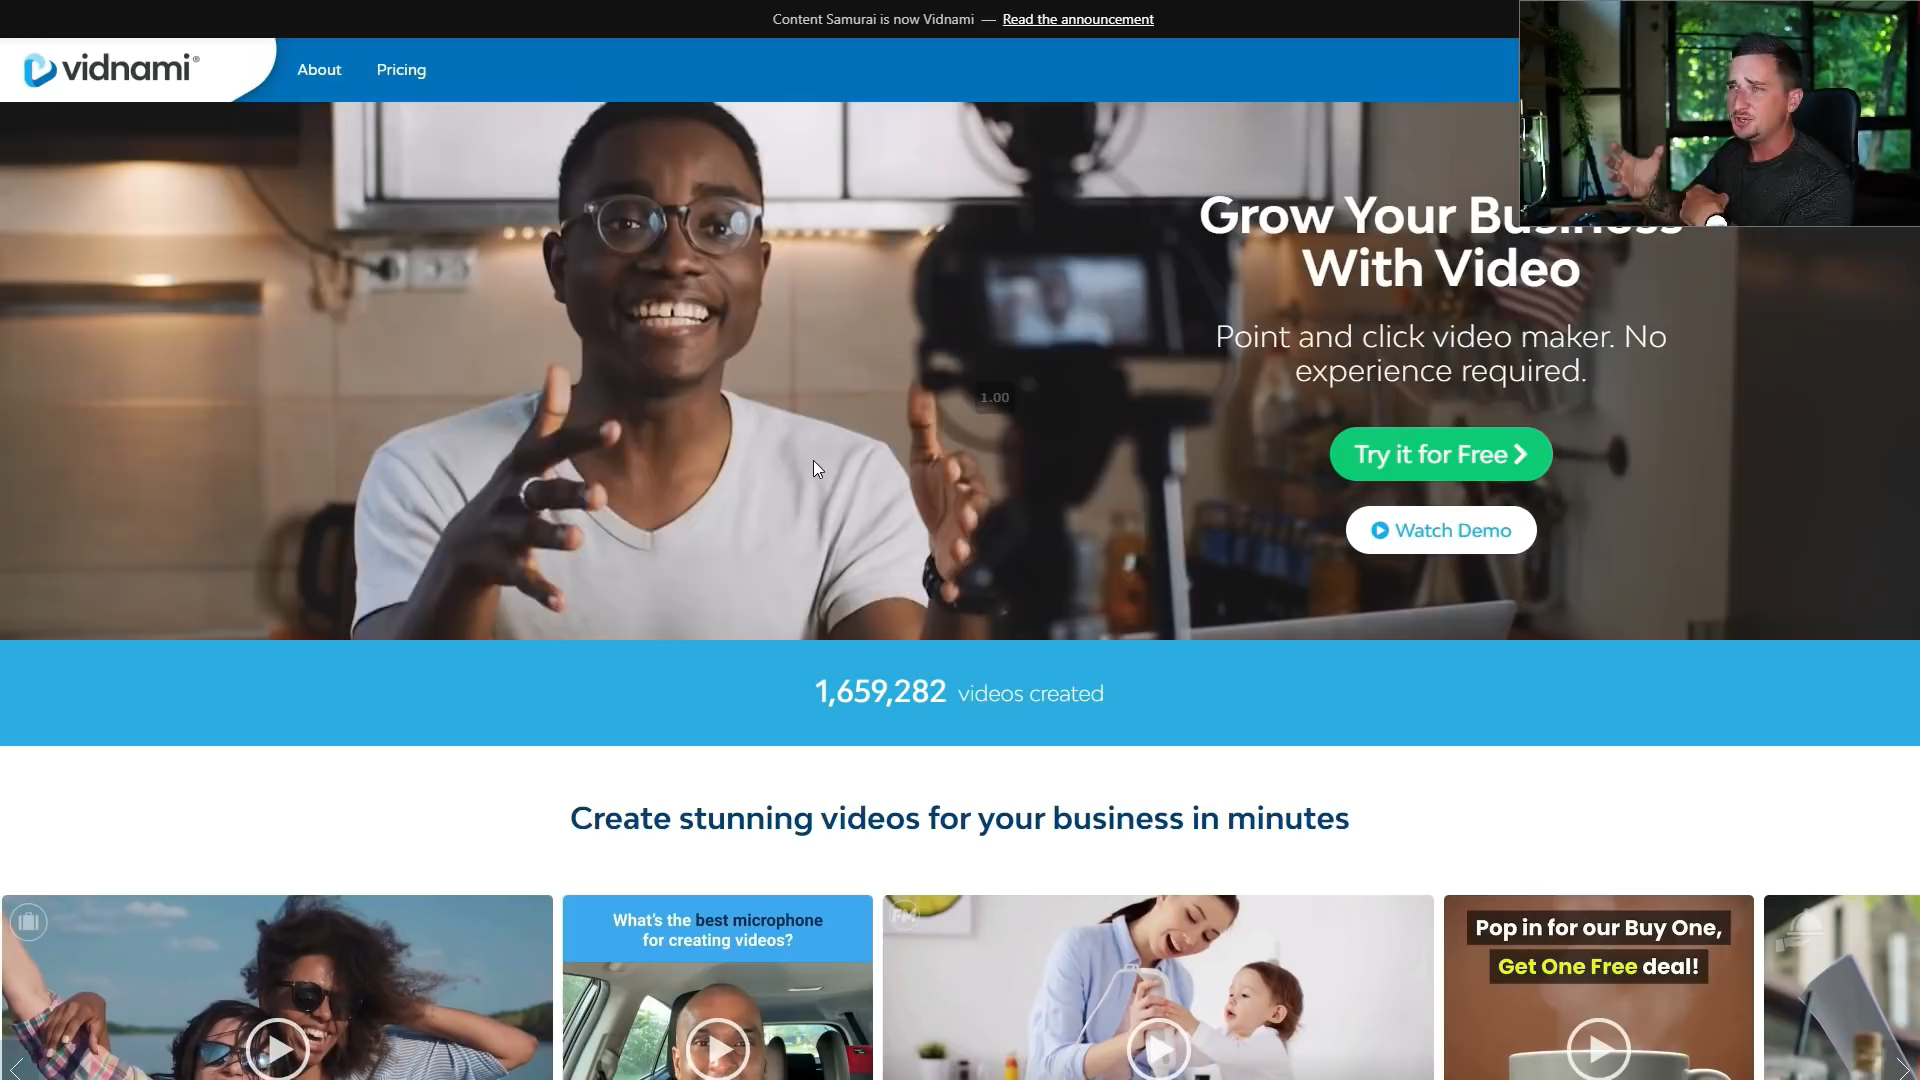 Content Samurai is now Vidnami — Read the announcement
vidnami®
About
Pricing
Grow Your
With Video
Point and click video maker. No
experience required.
1.00
Try it for Free
Watch Demo
1,659,282 videos created
Create stunning videos for your business in minutes
What's the best microphone
for creating videos?
FM
Pop in for our Buy One,
Get One Free deal!